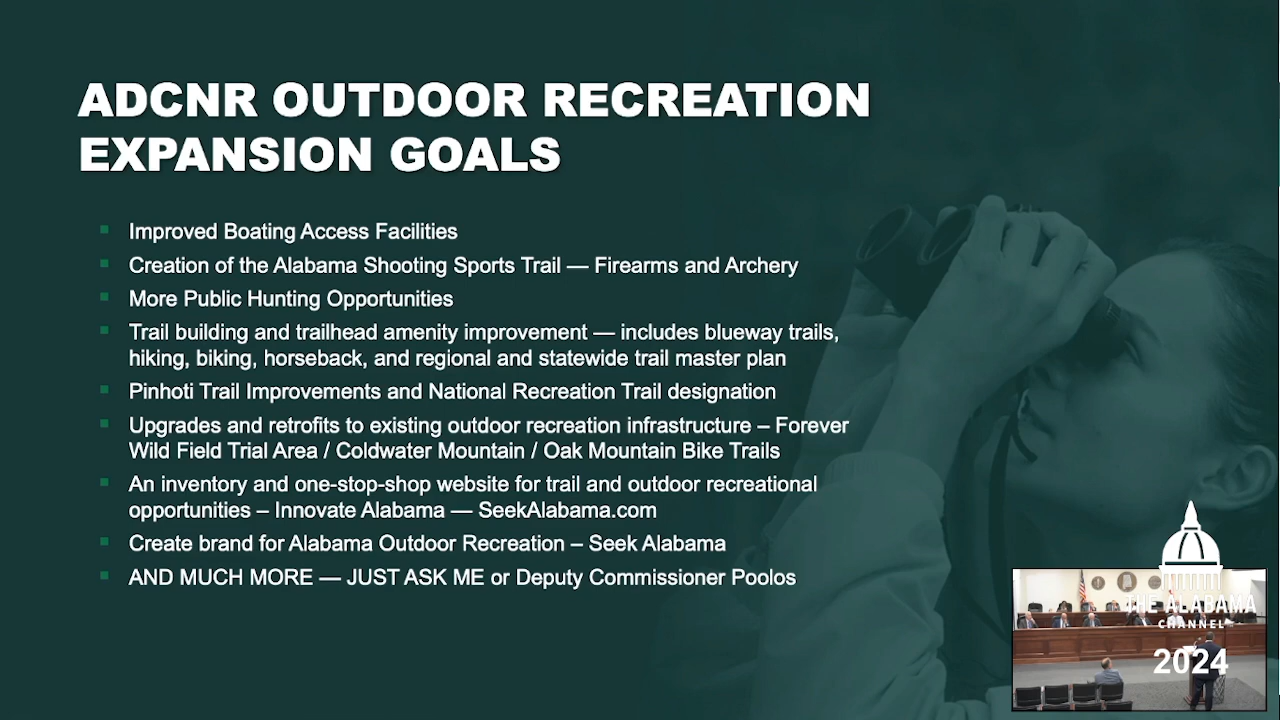 ADCNR OUTDOOR RECREATION
EXPANSION GOALS
Improved Boating Access Facilities
Creation of the Alabama Shooting Sports Trail — Firearms and Archery
More Public Hunting Opportunities
Trail building and trailhead amenity improvement — includes blueway trails,
hiking, biking, horseback, and regional and statewide trail master plan
Pinhoti Trail Improvements and National Recreation Trail designation
Upgrades and retrofits to existing outdoor recreation infrastructure – Forever
Wild Field Trial Area / Coldwater Mountain / Oak Mountain Bike Trails
An inventory and one-stop-shop website for trail and outdoor recreational
opportunities – Innovate Alabama — SeekAlabama.com
Create brand for Alabama Outdoor Recreation – Seek Alabama
AND MUCH MORE — JUST ASK ME or Deputy Commissioner Poolos
THE ALABAMA
CHANNEL
2024